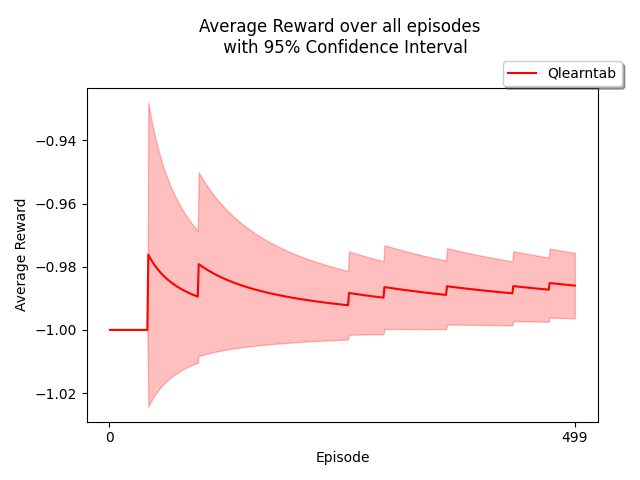 Average Reward over all episodes
with 95% Confidence Interval
Qlearntab
−0.94
−0.96
−0.98
−1.00
−1.02
Average Reward
0
499
Episode